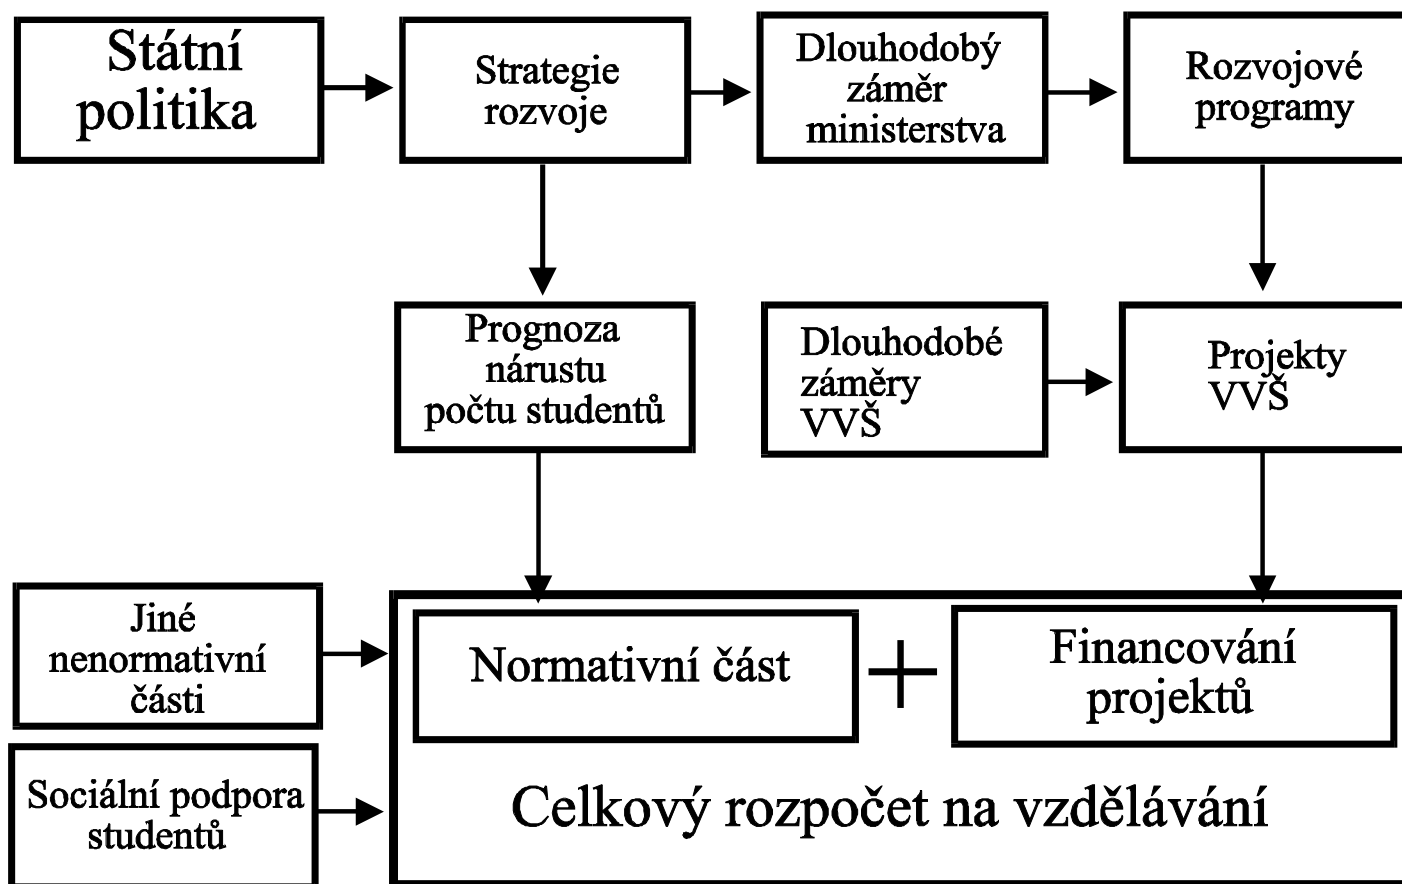 Státní
politika
Strategie
rozvoje
Dlouhodobý
záměr
ministerstva
Rozvojové
programy
Prognoza
nárustu
počtu studentů
Dlouhodobé
záměry
VVŠ
Projekty
VVŠ
Jiné
nenormativní
části
Normativní část
+
Financování
projektů
Sociální podpora
studentů
Celkový rozpočet na vzdělávání